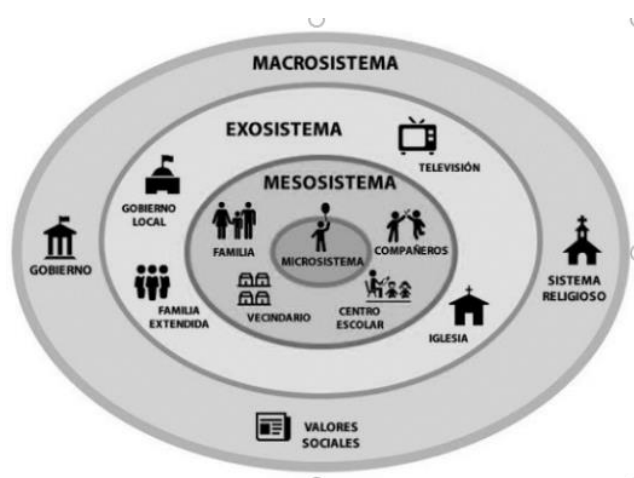 MACROSISTEMA
EXOSISTEMA
TELEVISIÓN
MESOSISTEMA
GOBIERNO
LOCAL
FAMILIA
COMPAÑEROS
MICROSISTEMA
GOBIERNO
SISTEMA
RELIGIOSO
FAMILIA
EXTENDIDA
VECINDARIO
CENTRO
ESCOLAR
IGLESIA
VALORES
SOCIALES